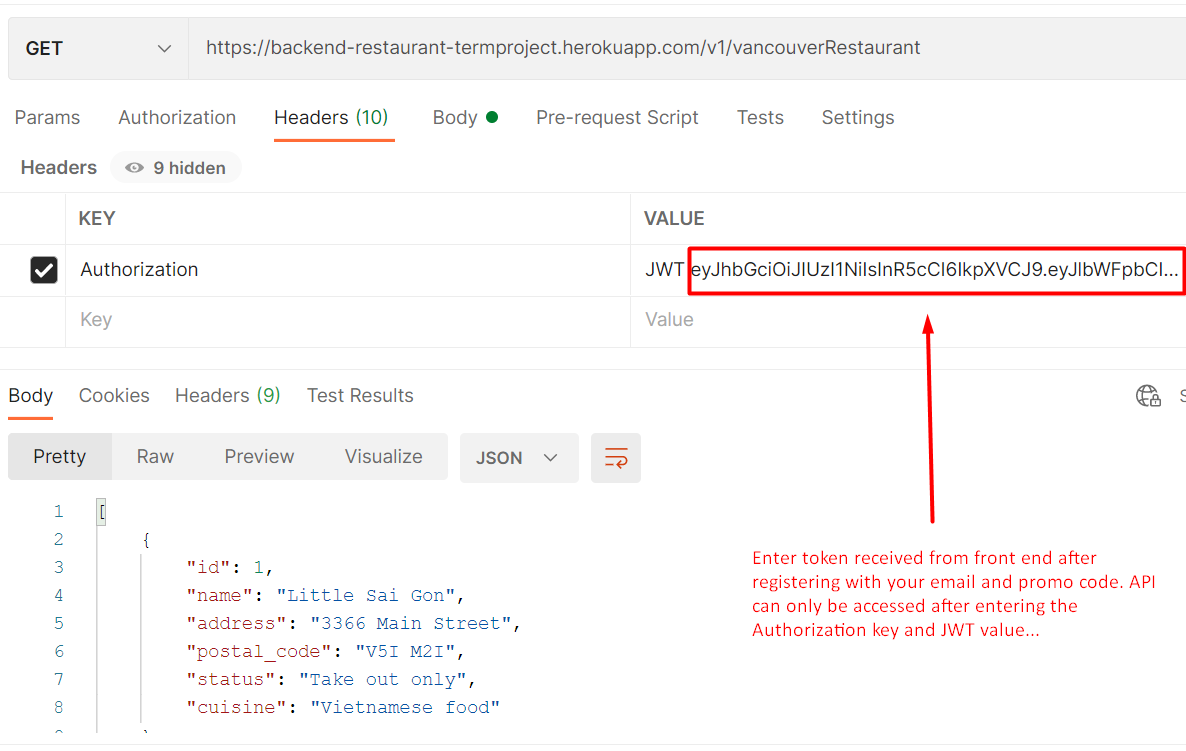 GET https://backend-restaurant-termproject.herokuapp.com/v1/vancouverRestaurant
Params Authorization Headers (10) Body Pre-request Script Tests Settings
Headers 9 hidden
KEY VALUE
Authorization JWT eyJhbGciOiJIUzI1NiIsInR5cCI6IkpXVCJ9.eyJlbWFpbCI...
Key Value
Body Cookies Headers (9) Test Results
Pretty Raw Preview Visualize JSON
1 [
2 {
3 "id": 1,
4 "name": "Little Sai Gon",
5 "address": "3366 Main Street",
6 "postal_code": "V5I M2I",
7 "status": "Take out only",
8 "cuisine": "Vietnamese food"
Enter token received from front end after
registering with your email and promo code. API
can only be accessed after entering the
Authorization key and JWT value...